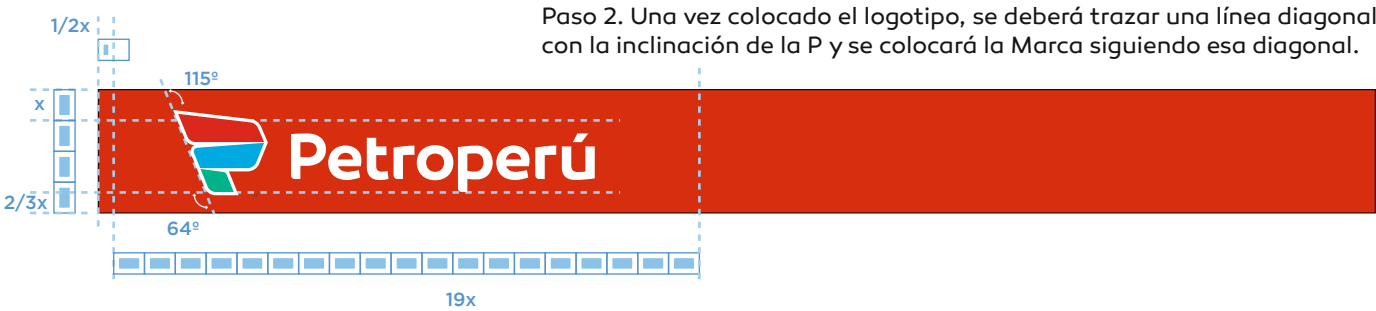 Paso 2. Una vez colocado el logotipo, se deberá trazar una línea diagonal
con la inclinación de la P y se colocará la Marca siguiendo esa diagonal.
1/2x
115º
x
Petroperú
2/3x
64º
19x